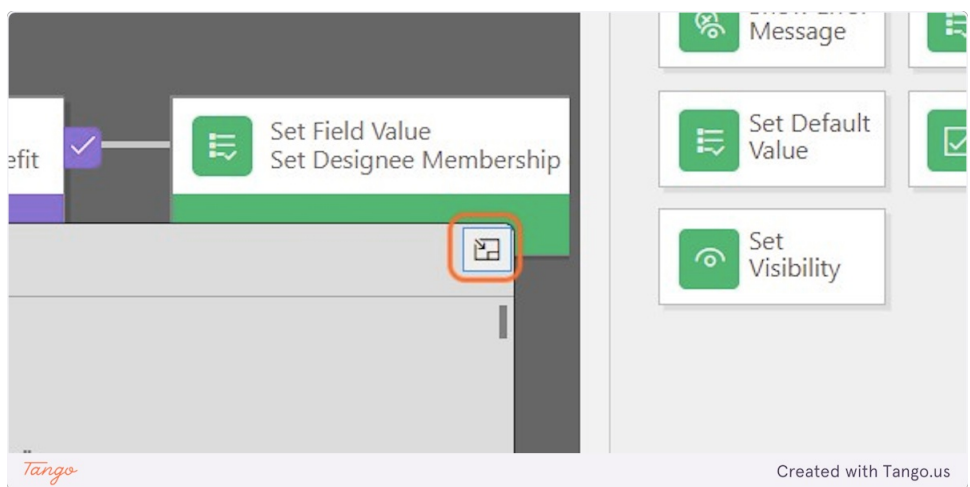 Message
Set Field Value
efit
Set Designee Membership
Set Default
Value
Set
Visibility
Tango
Created with Tango.us